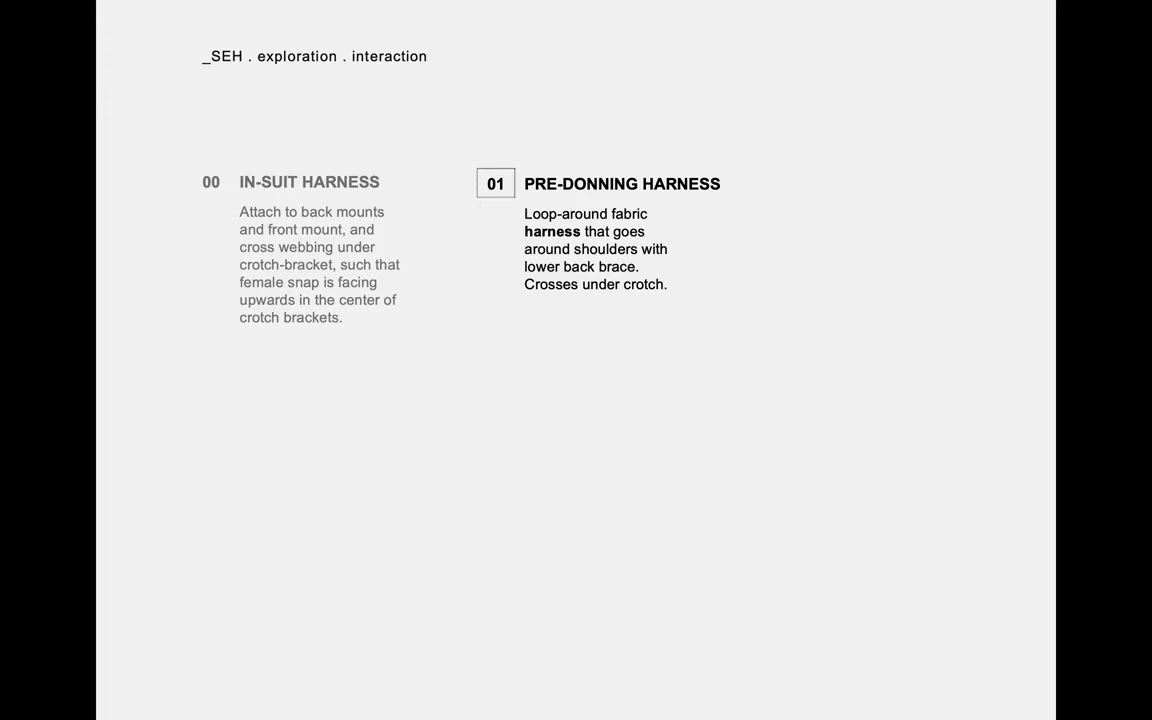 _SEH . exploration . interaction
00 IN-SUIT HARNESS
Attach to back mounts
and front mount, and
cross webbing under
crotch-bracket, such that
female snap is facing
upwards in the center of
crotch brackets.
01 PRE-DONNING HARNESS
Loop-around fabric
harness that goes
around shoulders with
lower back brace.
Crosses under crotch.